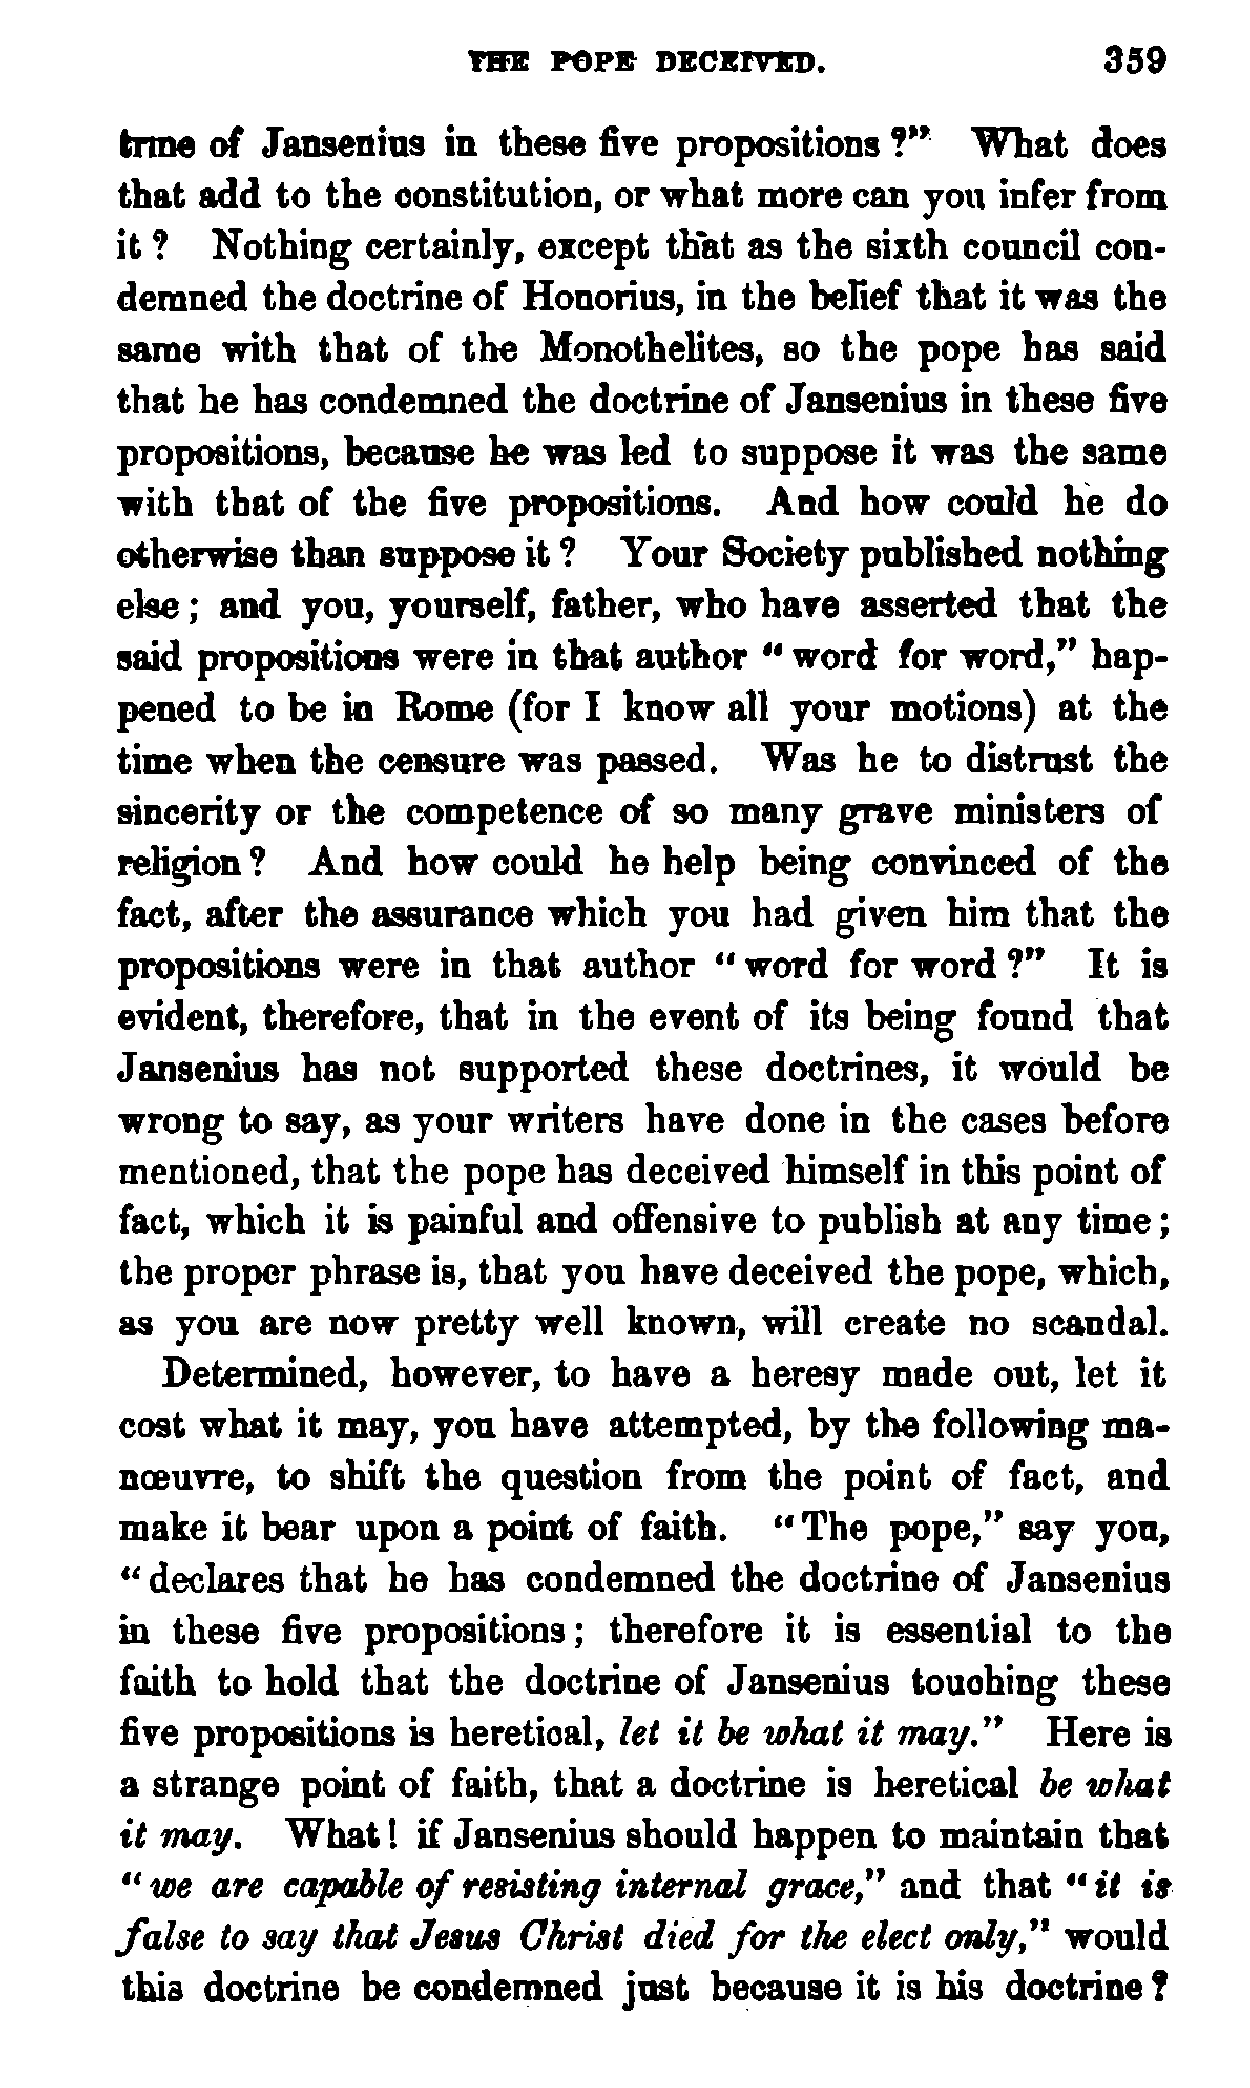 THE POPE DECEIVED. 359
trme of Jansenius in these five propositions?" What does
that add to the constitution, or what more can you infer from
it? Nothing certainly, except that as the sixth council con-
demned the doctrine of Honorius, in the belief that it was the
same with that of the Monothelites, so the pope has said
that he has condemned the doctrine of Jansenius in these five
propositions, because he was led to suppose it was the same
with that of the five propositions. And how could he do
otherwise than suppose it? Your Society published nothing
else; and you, yourself, father, who have asserted that the
said propositions were in that author "word for word," hap-
pened to be in Rome (for I know all your motions) at the
time when the censure was passed. Was he to distrust the
sincerity or the competence of so many grave ministers of
religion? And how could he help being convinced of the
fact, after the assurance which you had given him that the
propositions were in that author "word for word?" It is
evident, therefore, that in the event of its being found that
Jansenius has not supported these doctrines, it would be
wrong to say, as your writers have done in the cases before
mentioned, that the pope has deceived himself in this point of
fact, which it is painful and offensive to publish at any time;
the proper phrase is, that you have deceived the pope, which,
as you are now pretty well known, will create no scandal.
Determined, however, to have a heresy made out, let it
cost what it may, you have attempted, by the following ma-
nœuvre, to shift the question from the point of fact, and
make it bear upon a point of faith. "The pope," say you,
"declares that he has condemned the doctrine of Jansenius
in these five propositions; therefore it is essential to the
faith to hold that the doctrine of Jansenius touching these
five propositions is heretical, let it be what it may." Here is
a strange point of faith, that a doctrine is heretical be what
it may. What! if Jansenius should happen to maintain that
"we are capable of resisting internal grace," and that "it is
false to say that Jesus Christ died for the elect only," would
this doctrine be condemned just because it is his doctrine?